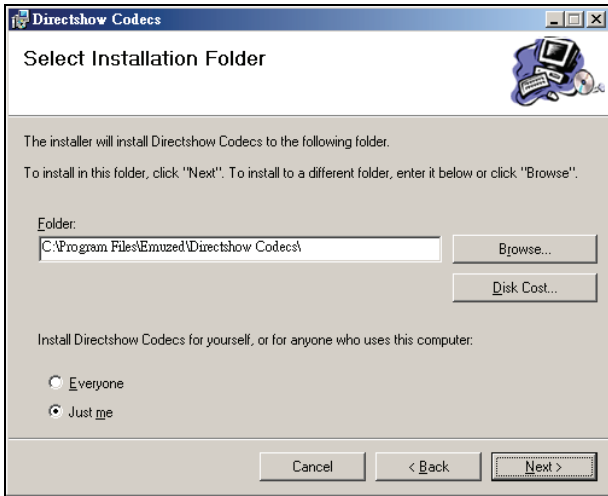 Directshow Codecs
Select Installation Folder
The installer will install Directshow Codecs to the following folder.
To install in this folder, click "Next". To install to a different folder, enter it below or click "Browse".
Folder:
C:\Program Files\Emuzed\Directshow Codecs\
Browse...
Disk Cost...
Install Directshow Codecs for yourself, or for anyone who uses this computer:
Everyone
Just me
Cancel
< Back
Next >